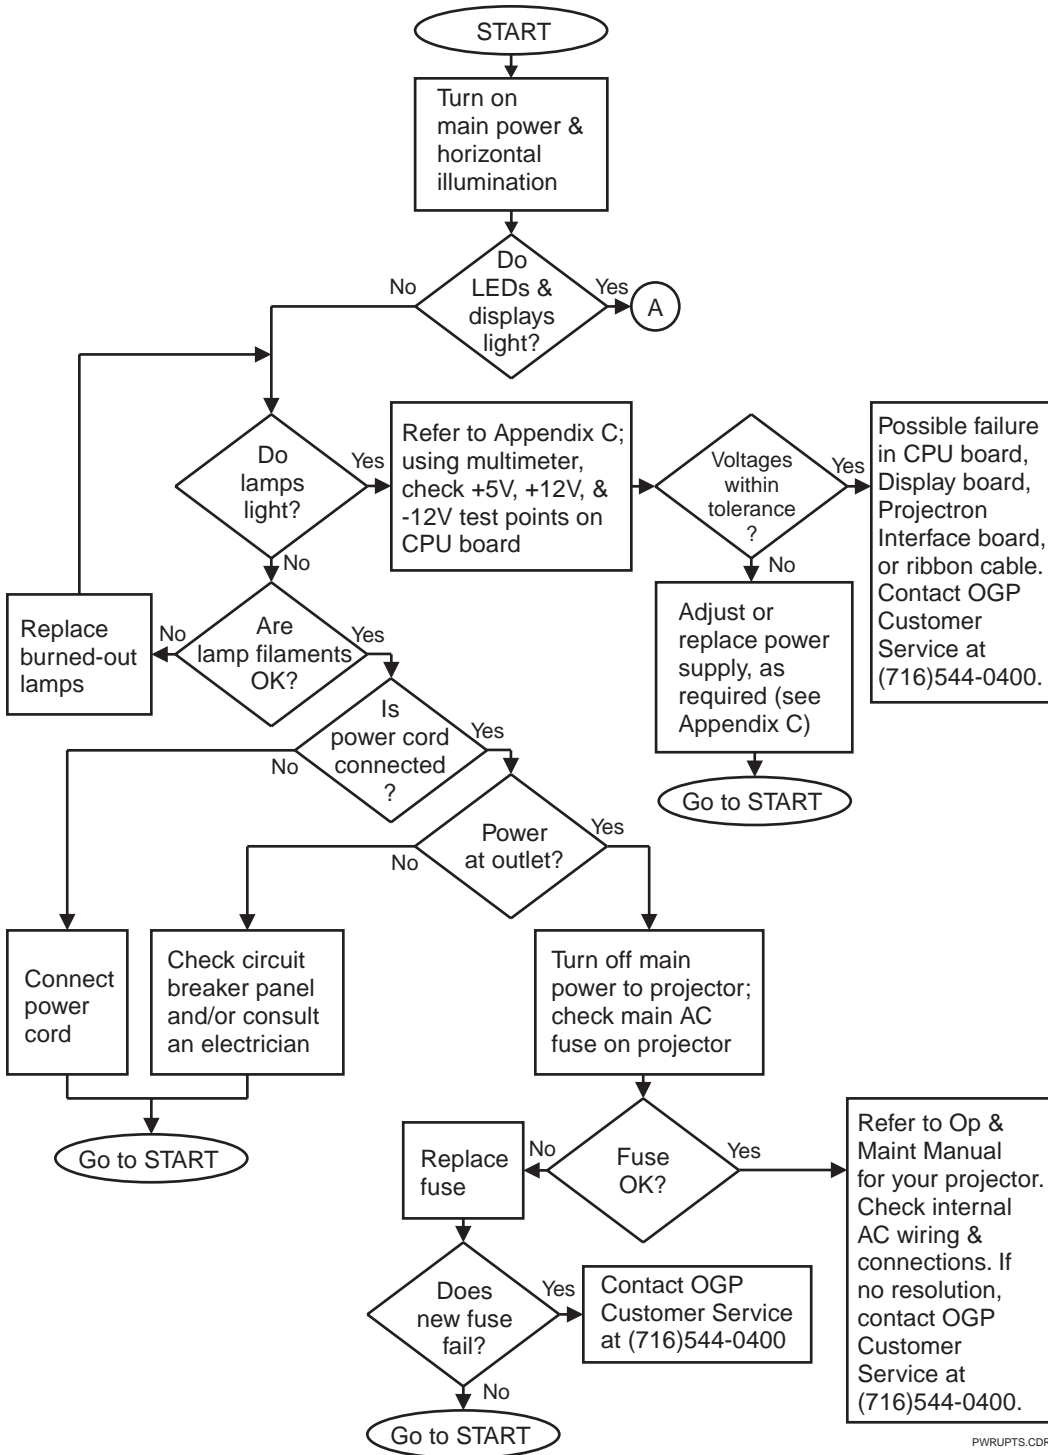 START
Turn on
main power &
horizontal
illumination
Do
LEDs &
displays
light?
No
Yes
A
Do
lamps
light?
Yes
No
Refer to Appendix C;
using multimeter,
check +5V, +12V, &
-12V test points on
CPU board
Voltages
within
tolerance
?
Yes
No
Possible failure
in CPU board,
Display board,
Projectron
Interface board,
or ribbon cable.
Contact OGP
Customer
Service at
(716)544-0400.
Adjust or
replace power
supply, as
required (see
Appendix C)
Go to START
Replace
burned-out
lamps
No
Are
lamp filaments
OK?
Yes
Is
power cord
connected
?
Yes
No
Power
at outlet?
Yes
No
Connect
power
cord
Check circuit
breaker panel
and/or consult
an electrician
Go to START
Turn off main
power to projector;
check main AC
fuse on projector
Fuse
OK?
No
Yes
Replace
fuse
Refer to Op &
Maint Manual
for your projector.
Check internal
AC wiring &
connections. If
no resolution,
contact OGP
Customer
Service at
(716)544-0400.
Does
new fuse
fail?
Yes
No
Contact OGP
Customer Service
at (716)544-0400
Go to START
PWRUPTS.CDR